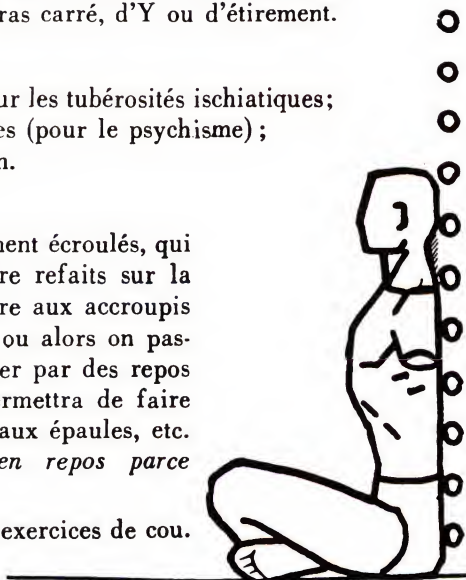 ras carré, d'Y ou d'étirement.
ur les tubérosités ischiatiques;
es (pour le psychisme) ;
n.
nent écroulés, qui
re refaits sur la
re aux accroupis
ou alors on pas-
er par des repos
ermettra de faire
aux épaules, etc.
en repos parce
exercices de cou.